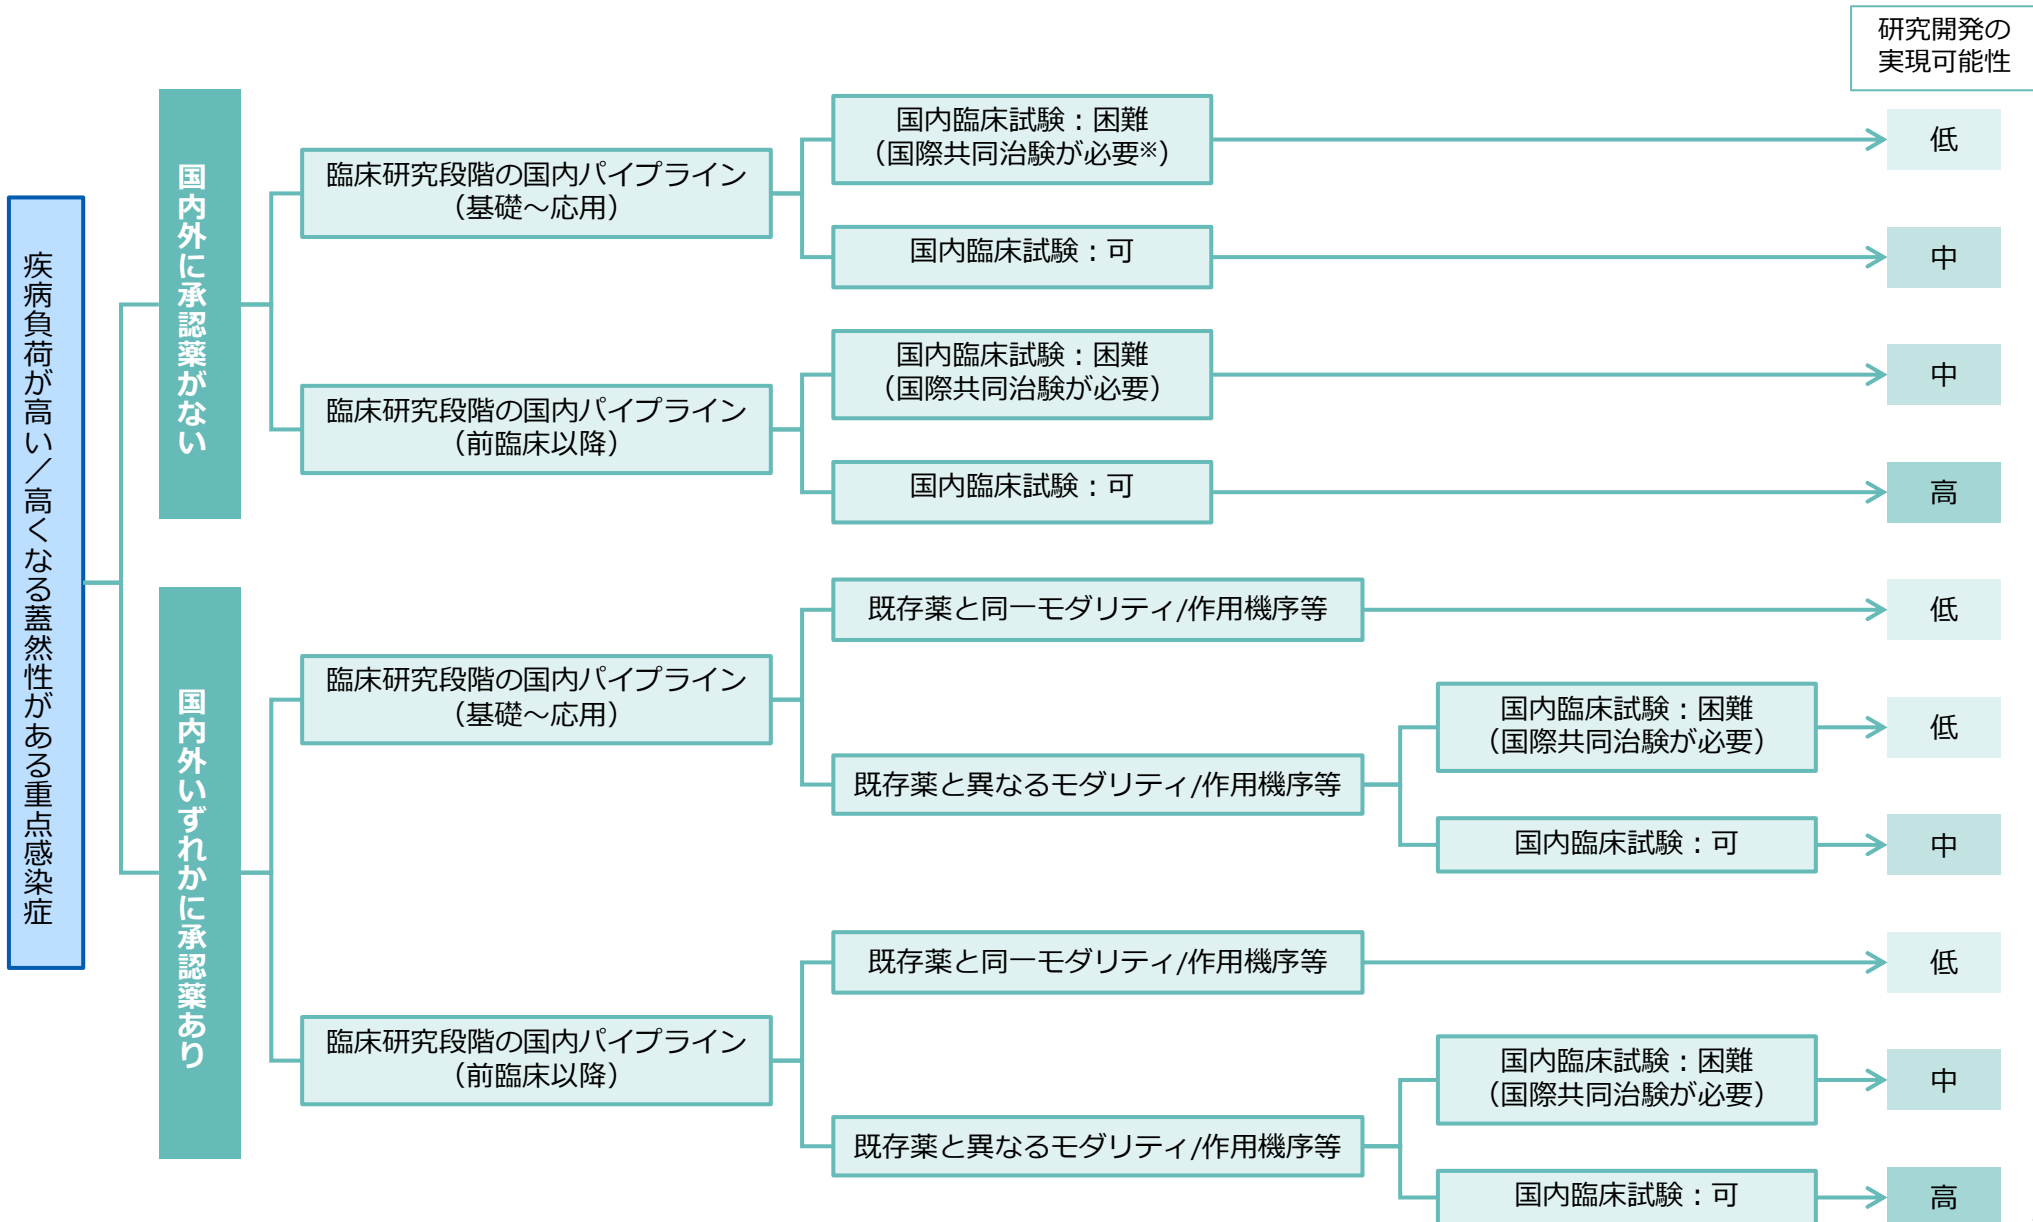 研究開発の
実現可能性
疾病負荷が高い／高くなる蓋然性がある重点感染症
国内外に承認薬がない
臨床研究段階の国内パイプライン
（基礎～応用）
国内臨床試験：困難
（国際共同治験が必要※）
低
国内臨床試験：可
中
臨床研究段階の国内パイプライン
（前臨床以降）
国内臨床試験：困難
（国際共同治験が必要）
中
国内臨床試験：可
高
国内外いずれかに承認薬あり
臨床研究段階の国内パイプライン
（基礎～応用）
既存薬と同一モダリティ/作用機序等
低
既存薬と異なるモダリティ/作用機序等
国内臨床試験：困難
（国際共同治験が必要）
低
国内臨床試験：可
中
臨床研究段階の国内パイプライン
（前臨床以降）
既存薬と同一モダリティ/作用機序等
低
既存薬と異なるモダリティ/作用機序等
国内臨床試験：困難
（国際共同治験が必要）
中
国内臨床試験：可
高